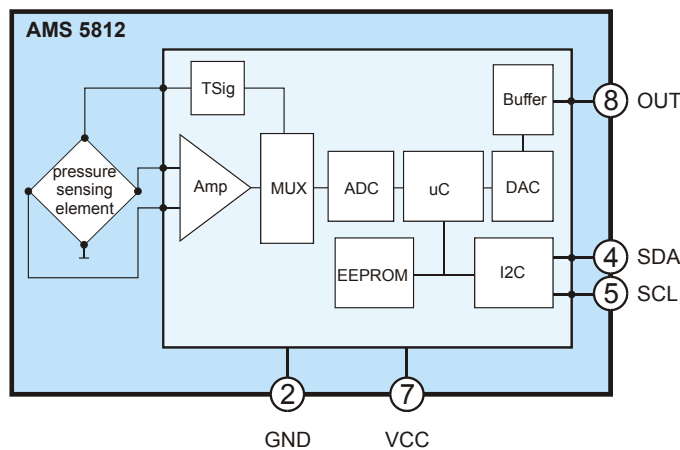 AMS 5812
TSig
Buffer
8 OUT
pressure
sensing
element
Amp
MUX
ADC
uC
DAC
EEPROM
I2C
4 SDA
5 SCL
2
7
GND
VCC